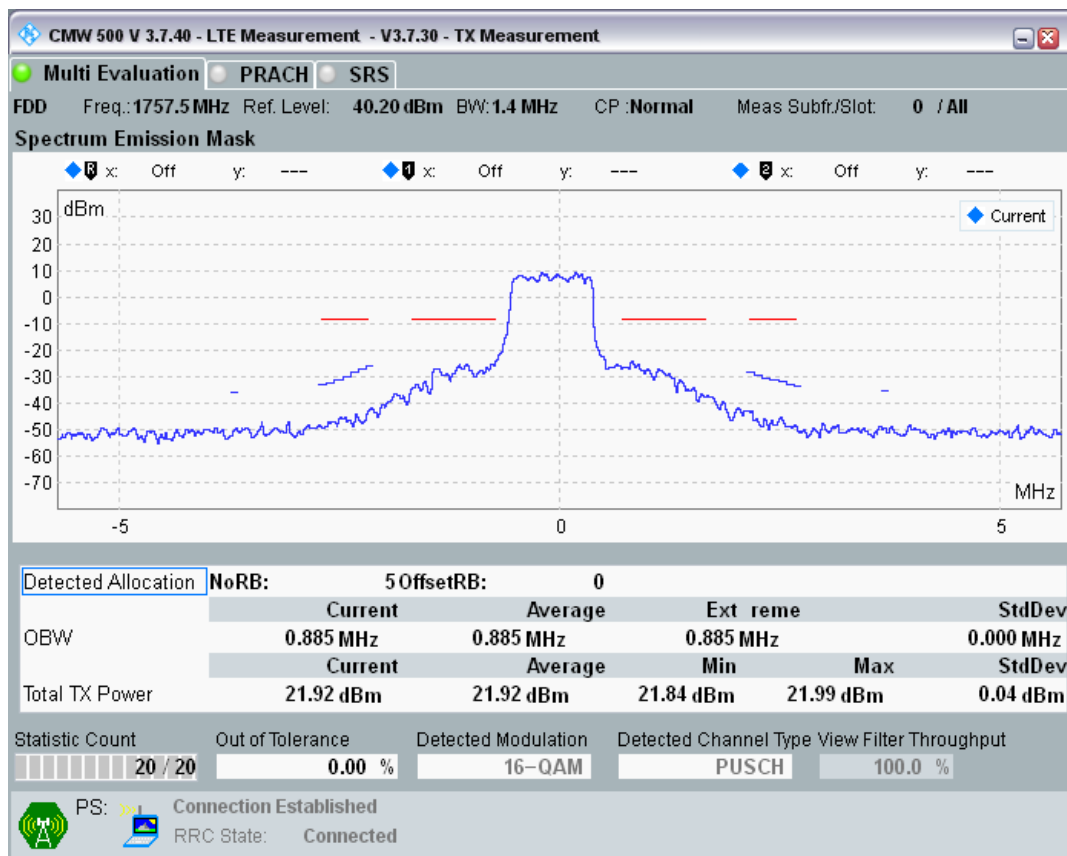 CMW 500 V 3.7.40 - LTE Measurement - V3.7.30 - TX Measurement
Multi Evaluation PRACH SRS
FDD Freq.:1757.5MHz Ref. Level: 40.20 dBm BW:1.4 MHz CP :Normal Meas Subfr./Slot: 0 / All
Spectrum Emission Mask
R x: Off y: --- 1 x: Off y: --- 2 x: Off y: ---
dBm
Current
30
20
10
0
-10
-20
-30
-40
-50
-60
-70
MHz
-5 0 5
Detected Allocation NoRB: 5 OffsetRB: 0
Current Average Ext reme StdDev
OBW 0.885 MHz 0.885 MHz 0.885 MHz 0.000 MHz
Current Average Min Max StdDev
Total TX Power 21.92 dBm 21.92 dBm 21.84 dBm 21.99 dBm 0.04 dBm
Statistic Count Out of Tolerance Detected Modulation Detected Channel Type View Filter Throughput
20 / 20 0.00 % 16-QAM PUSCH 100.0 %
PS: Connection Established
RRC State: Connected